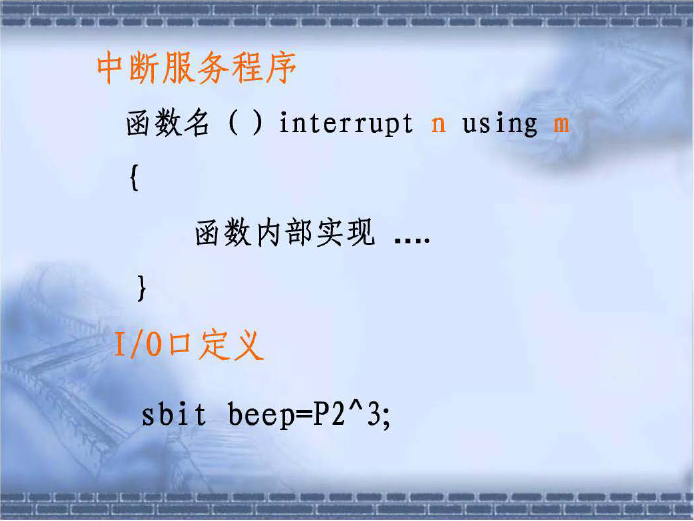 中断服务程序
函数名 ( ) interrupt n using m
{
函数内部实现 ....
}
I/O口定义
sbit beep=P2^3;